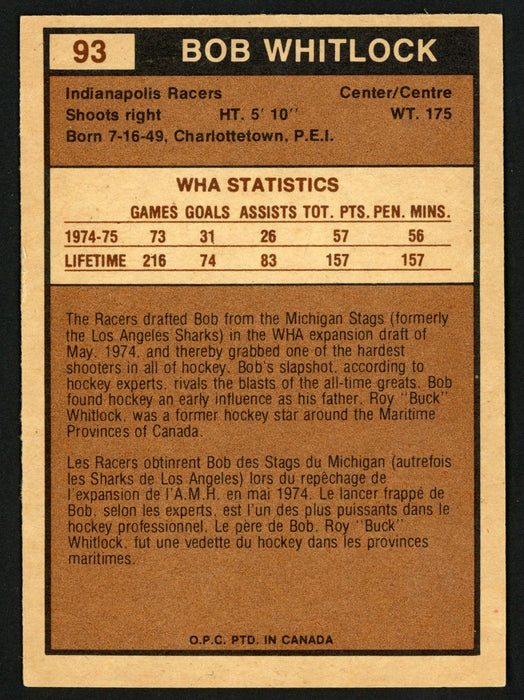 93 BOB WHITLOCK
Indianapolis Racers Center/Centre
Shoots right HT. 5' 10'' WT. 175
Born 7-16-49, Charlottetown, P.E.I.
WHA STATISTICS
GAMES GOALS ASSISTS TOT. PTS. PEN. MINS.
1974-75 73 31 26 57 56
LIFETIME 216 74 83 157 157
The Racers drafted Bob from the Michigan Stags (formerly
the Los Angeles Sharks) in the WHA expansion draft of
May, 1974, and thereby grabbed one of the hardest
shooters in all of hockey. Bob's slapshot, according to
hockey experts, rivals the blasts of the all-time greats. Bob
found hockey an early influence as his father, Roy "Buck"
Whitlock, was a former hockey star around the Maritime
Provinces of Canada.
Les Racers obtinrent Bob des Stags du Michigan (autrefois
les Sharks de Los Angeles) lors du repêchage de
l'expansion de l'A.M.H. en mai 1974. Le lancer frappé de
Bob, selon les experts, est l'un des plus puissants dans le
hockey professionnel. Le père de Bob, Roy "Buck"
Whitlock, fut une vedette du hockey dans les provinces
maritimes.
O.P.C. PTD. IN CANADA